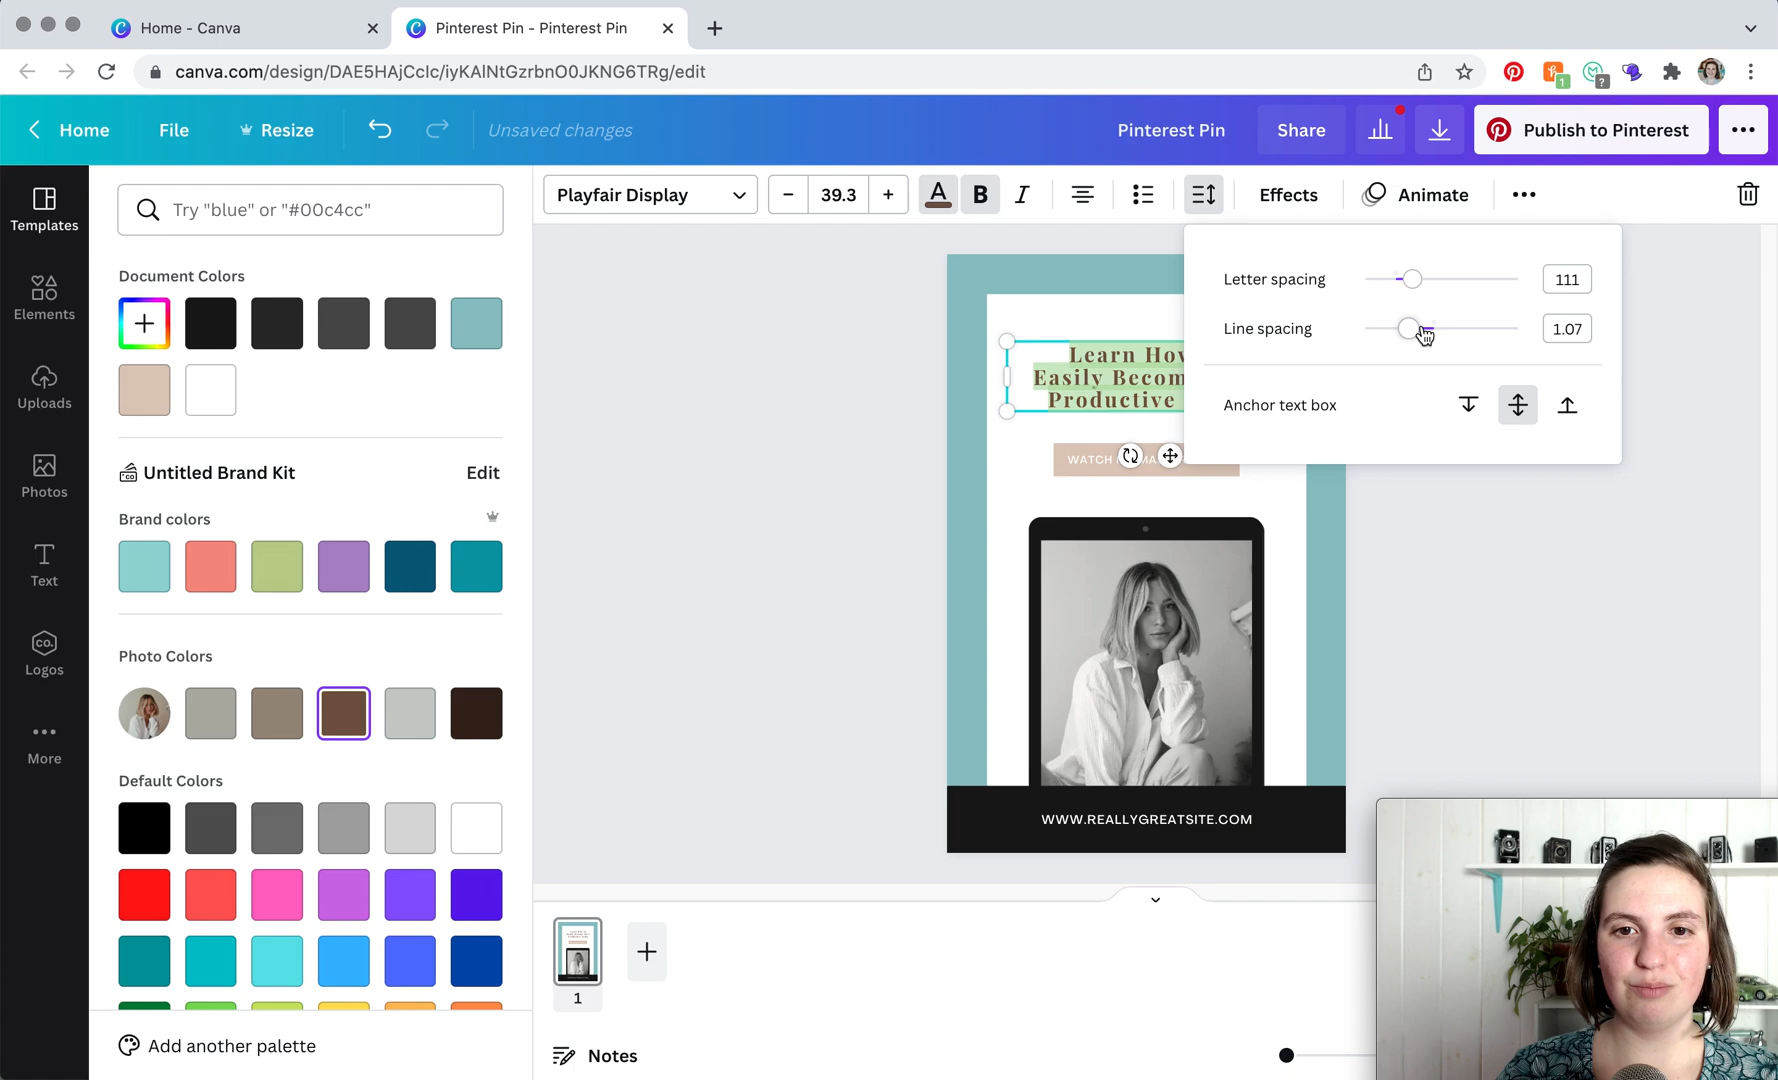 Home - Canva
Pinterest Pin - Pinterest Pin
canva.com/design/DAE5HAjCcIc/iyKAlNtGzrbnO0JKNG6TRg/edit
1
?
Home
File
Resize
Unsaved changes
Pinterest Pin
Share
Publish to Pinterest
Templates
Elements
Uploads
Photos
Text
co.
Logos
More
Try "blue" or "#00c4cc"
Document Colors
Untitled Brand Kit
Edit
Brand colors
Photo Colors
Default Colors
Add another palette
Playfair Display
39.3
A
B
I
Effects
Animate
Letter spacing
111
Line spacing
1.07
Anchor text box
Learn How
Easily Becom
Productive
WATCH
MA
WWW.REALLYGREATSITE.COM
1
Notes